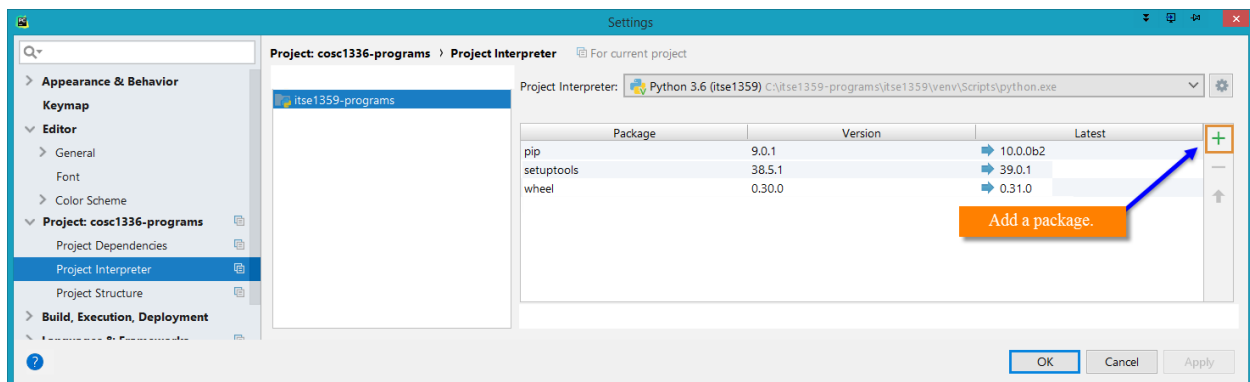 Settings
Project: cosc1336-programs › Project Interpreter For current project
Appearance & Behavior
Keymap
Editor
General
Font
Color Scheme
Project: cosc1336-programs
Project Dependencies
Project Interpreter
Project Structure
Build, Execution, Deployment
Languages & Frameworks
itse1359-programs
Project Interpreter: Python 3.6 (itse1359) C:\itse1359-programs\itse1359\venv\Scripts\python.exe
Package Version Latest
pip 9.0.1 10.0.0b2
setuptools 38.5.1 39.0.1
wheel 0.30.0 0.31.0
Add a package.
OK Cancel Apply